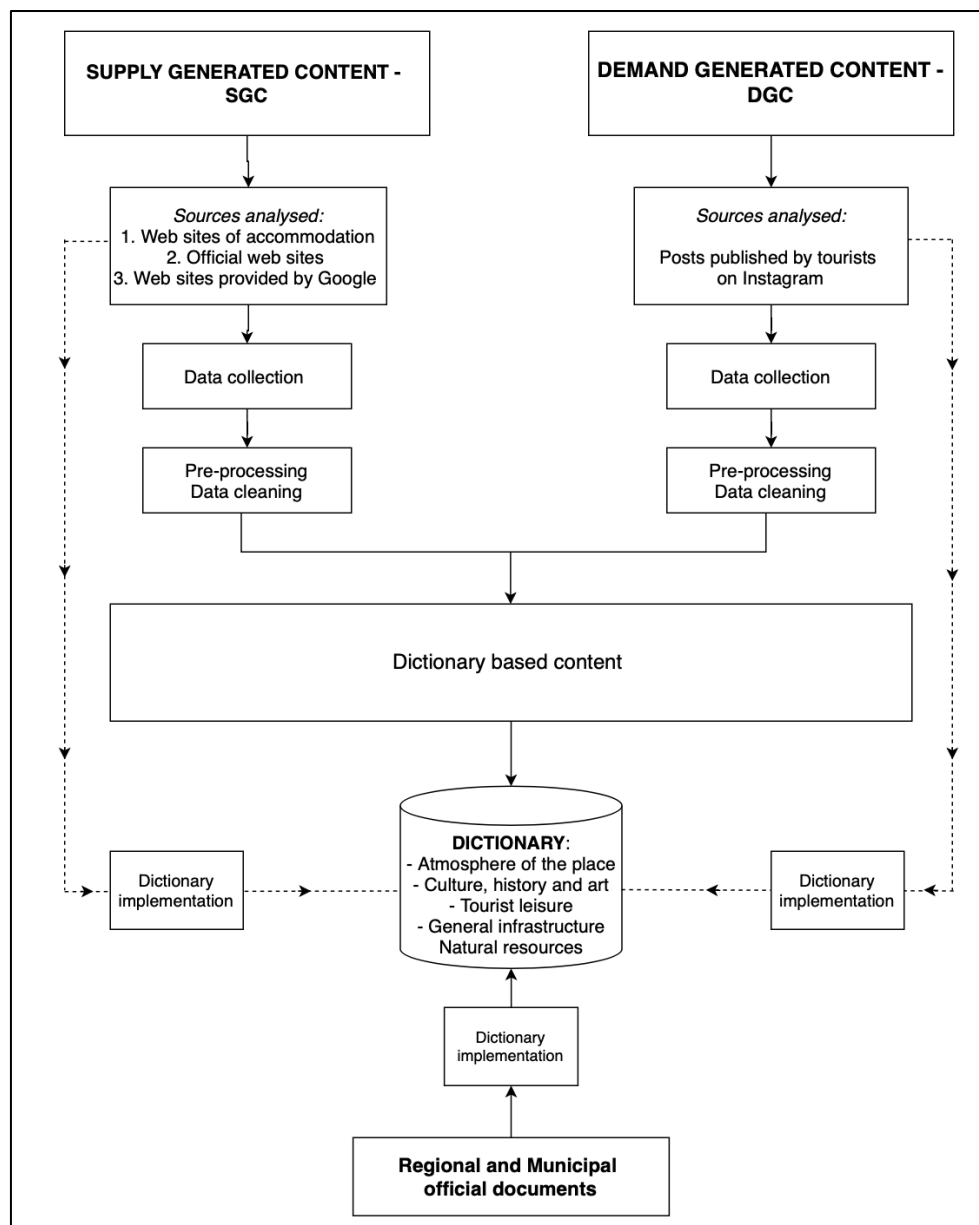 SUPPLY GENERATED CONTENT -
SGC
DEMAND GENERATED CONTENT -
DGC
Sources analysed:
1. Web sites of accommodation
2. Official web sites
3. Web sites provided by Google
Sources analysed:
Posts published by tourists
on Instagram
Data collection
Data collection
Pre-processing
Data cleaning
Pre-processing
Data cleaning
Dictionary based content
DICTIONARY:
- Atmosphere of the place
- Culture, history and art
- Tourist leisure
- General infrastructure
Natural resources
Dictionary
implementation
Dictionary
implementation
Dictionary
implementation
Regional and Municipal
official documents